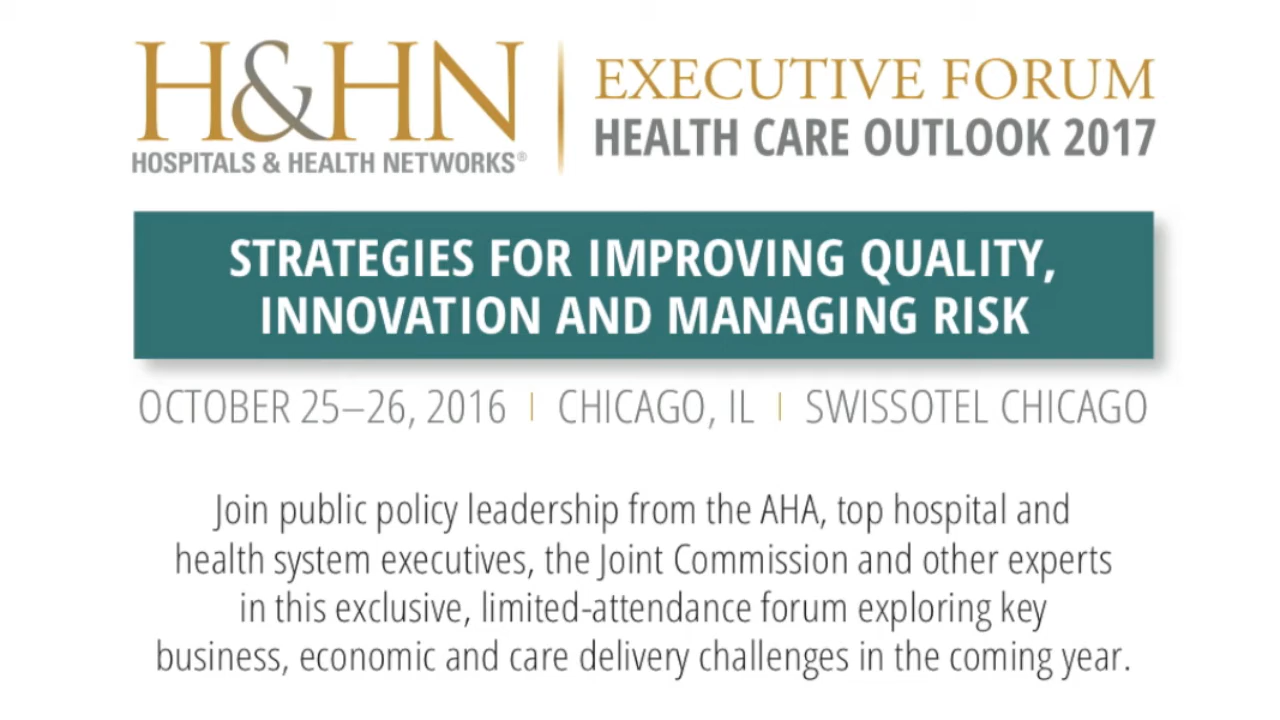 H&HN
HOSPITALS & HEALTH NETWORKS®
EXECUTIVE FORUM
HEALTH CARE OUTLOOK 2017
STRATEGIES FOR IMPROVING QUALITY,
INNOVATION AND MANAGING RISK
OCTOBER 25–26, 2016 | CHICAGO, IL | SWISSOTEL CHICAGO
Join public policy leadership from the AHA, top hospital and
health system executives, the Joint Commission and other experts
in this exclusive, limited-attendance forum exploring key
business, economic and care delivery challenges in the coming year.